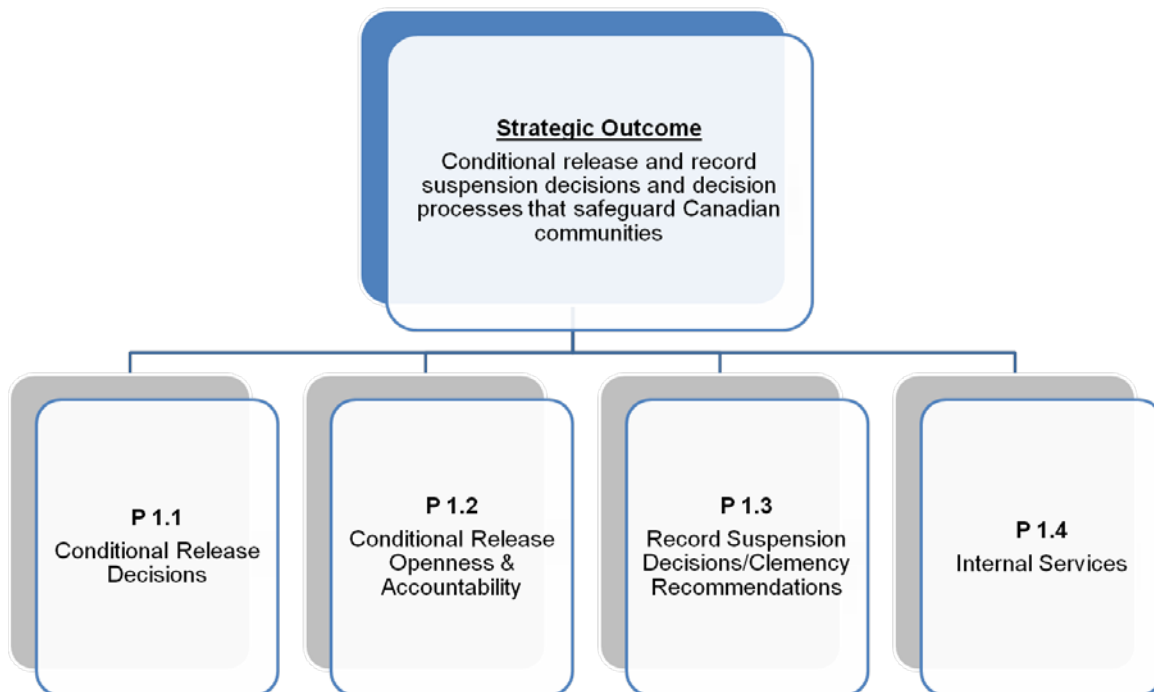 Strategic Outcome
Conditional release and record
suspension decisions and decision
processes that safeguard Canadian
communities
P 1.1
Conditional Release
Decisions
P 1.2
Conditional Release
Openness &
Accountability
P 1.3
Record Suspension
Decisions/Clemency
Recommendations
P 1.4
Internal Services